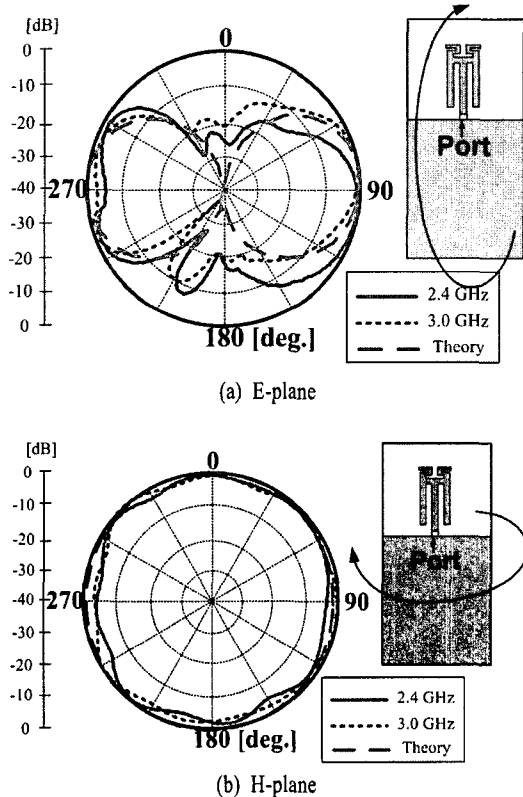 [dB]
0
0
-10
-20
-30
-40
270
90
-30
-20
-10
0
180 [deg.]
Port
2.4 GHz
3.0 GHz
Theory
(a) E-plane
[dB]
0
0
-10
-20
-30
-40
270
90
-30
-20
-10
0
180 [deg.]
Port
2.4 GHz
3.0 GHz
Theory
(b) H-plane